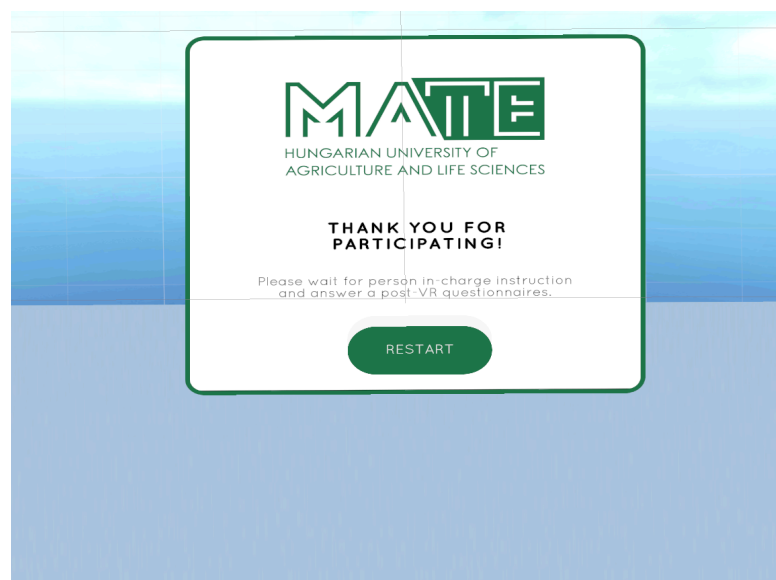 MATE
HUNGARIAN UNIVERSITY OF
AGRICULTURE AND LIFE SCIENCES
THANK YOU FOR
PARTICIPATING!
Please wait for person in-charge instruction
and answer a post-VR questionnaires.
RESTART